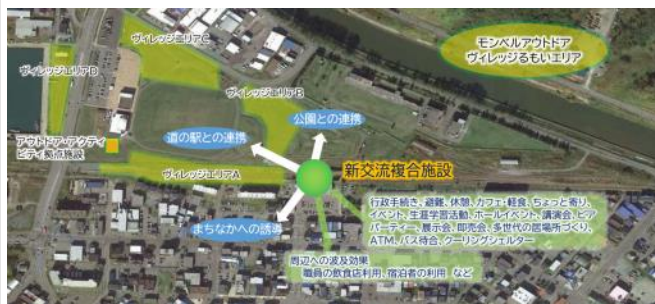 ヴィレッジエリアC
モンベルアウトドア
ヴィレッジるもいエリア
ヴィレッジエリアD
ヴィレッジエリアB
公園との連携
道の駅との連携
アウトドア・アクティ
ビティ拠点施設
新交流複合施設
ヴィレッジエリアA
行政手続き、避難、休憩、カフェ・軽食、ちょっと寄り、
イベント、生涯学習活動、ホールイベント、講演会、ビア
パーティー、展示会、即売会、多世代の居場所づくり、
ATM、バス待合、クーリングシェルター
まちなかへの誘導
周辺への波及効果
職員の飲食店利用、宿泊者の利用 など